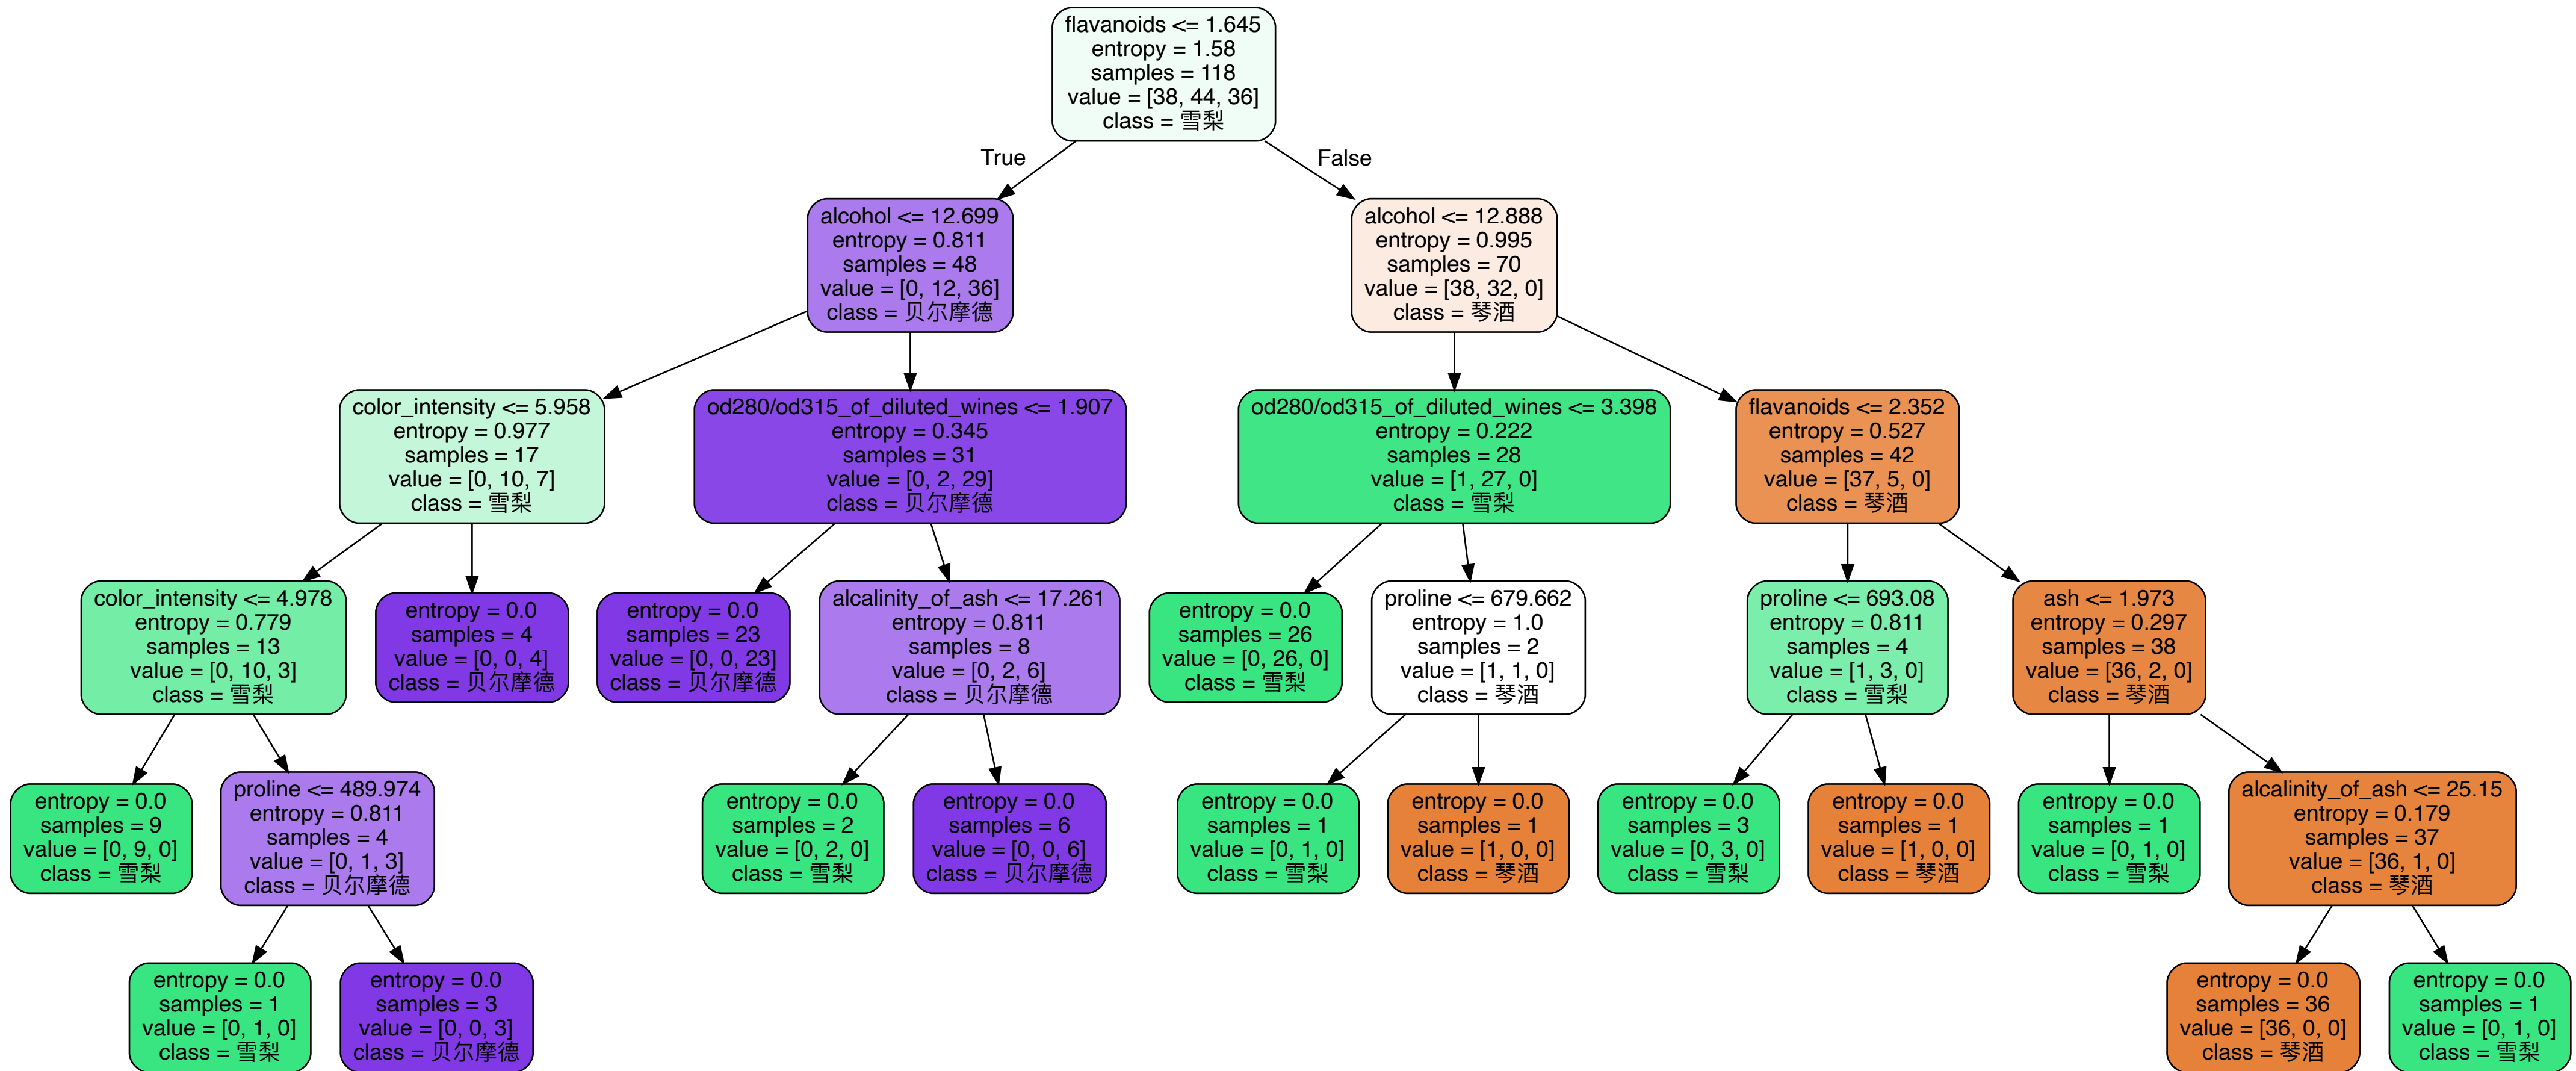 flavanoids <= 1.645
entropy = 1.58
samples = 118
value = [38, 44, 36]
class = 雪梨
True
False
alcohol <= 12.699
entropy = 0.811
samples = 48
value = [0, 12, 36]
class = 贝尔摩德
alcohol <= 12.888
entropy = 0.995
samples = 70
value = [38, 32, 0]
class = 琴酒
color_intensity <= 5.958
entropy = 0.977
samples = 17
value = [0, 10, 7]
class = 雪梨
od280/od315_of_diluted_wines <= 1.907
entropy = 0.345
samples = 31
value = [0, 2, 29]
class = 贝尔摩德
od280/od315_of_diluted_wines <= 3.398
entropy = 0.222
samples = 28
value = [1, 27, 0]
class = 雪梨
flavanoids <= 2.352
entropy = 0.527
samples = 42
value = [37, 5, 0]
class = 琴酒
color_intensity <= 4.978
entropy = 0.779
samples = 13
value = [0, 10, 3]
class = 雪梨
entropy = 0.0
samples = 4
value = [0, 0, 4]
class = 贝尔摩德
entropy = 0.0
samples = 23
value = [0, 0, 23]
class = 贝尔摩德
alcalinity_of_ash <= 17.261
entropy = 0.811
samples = 8
value = [0, 2, 6]
class = 贝尔摩德
entropy = 0.0
samples = 26
value = [0, 26, 0]
class = 雪梨
proline <= 679.662
entropy = 1.0
samples = 2
value = [1, 1, 0]
class = 琴酒
proline <= 693.08
entropy = 0.811
samples = 4
value = [1, 3, 0]
class = 雪梨
ash <= 1.973
entropy = 0.297
samples = 38
value = [36, 2, 0]
class = 琴酒
entropy = 0.0
samples = 9
value = [0, 9, 0]
class = 雪梨
proline <= 489.974
entropy = 0.811
samples = 4
value = [0, 1, 3]
class = 贝尔摩德
entropy = 0.0
samples = 2
value = [0, 2, 0]
class = 雪梨
entropy = 0.0
samples = 6
value = [0, 0, 6]
class = 贝尔摩德
entropy = 0.0
samples = 1
value = [0, 1, 0]
class = 雪梨
entropy = 0.0
samples = 1
value = [1, 0, 0]
class = 琴酒
entropy = 0.0
samples = 3
value = [0, 3, 0]
class = 雪梨
entropy = 0.0
samples = 1
value = [1, 0, 0]
class = 琴酒
entropy = 0.0
samples = 1
value = [0, 1, 0]
class = 雪梨
alcalinity_of_ash <= 25.15
entropy = 0.179
samples = 37
value = [36, 1, 0]
class = 琴酒
entropy = 0.0
samples = 1
value = [0, 1, 0]
class = 雪梨
entropy = 0.0
samples = 3
value = [0, 0, 3]
class = 贝尔摩德
entropy = 0.0
samples = 36
value = [36, 0, 0]
class = 琴酒
entropy = 0.0
samples = 1
value = [0, 1, 0]
class = 雪梨